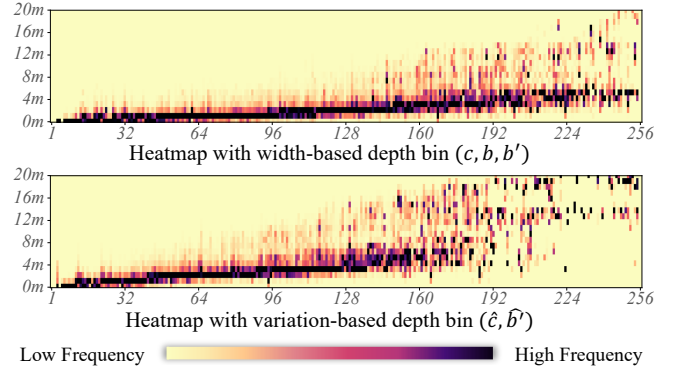 20m
16m
12m
8m
4m
0m
1 32 64 96 128 160 192 224 256
Heatmap with width-based depth bin (c, b, b′)
20m
16m
12m
8m
4m
0m
1 32 64 96 128 160 192 224 256
Heatmap with variation-based depth bin (ĉ, b̂′)
Low Frequency High Frequency